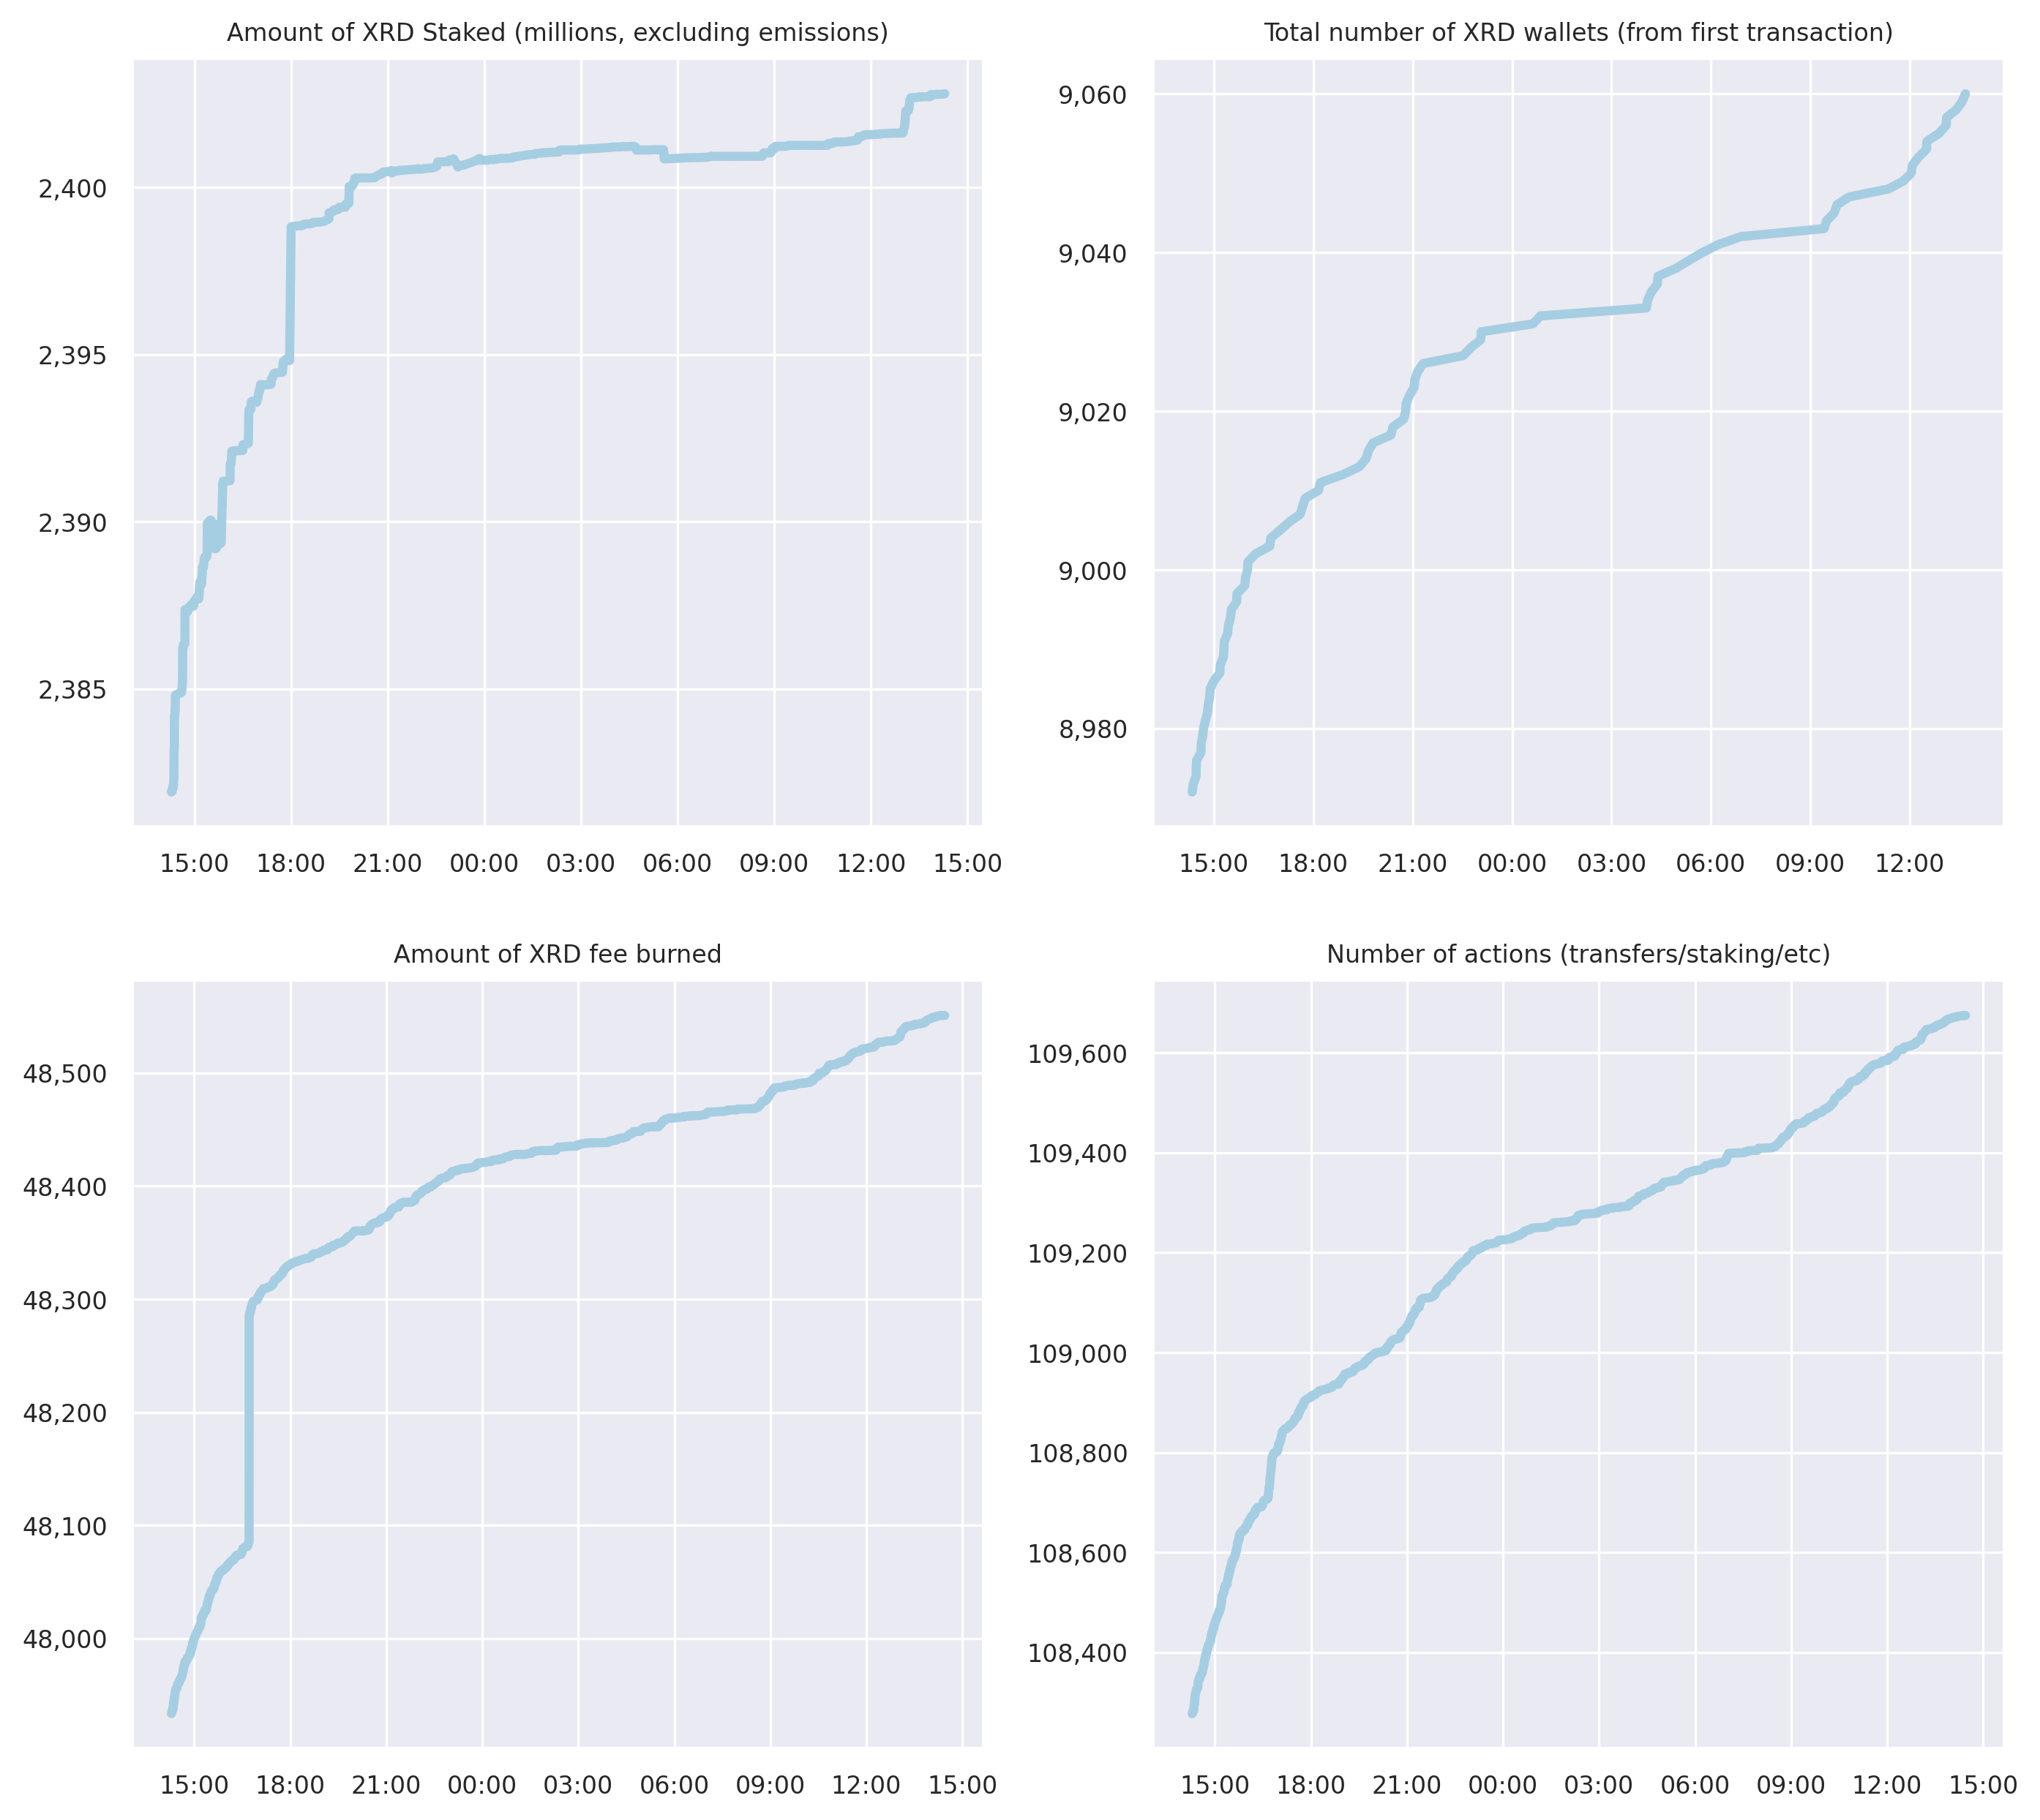 Amount of XRD Staked (millions, excluding emissions)
2,400
2,395
2,390
2,385
15:00 18:00 21:00 00:00 03:00 06:00 09:00 12:00 15:00
Total number of XRD wallets (from first transaction)
9,060
9,040
9,020
9,000
8,980
15:00 18:00 21:00 00:00 03:00 06:00 09:00 12:00
Amount of XRD fee burned
48,500
48,400
48,300
48,200
48,100
48,000
15:00 18:00 21:00 00:00 03:00 06:00 09:00 12:00 15:00
Number of actions (transfers/staking/etc)
109,600
109,400
109,200
109,000
108,800
108,600
108,400
15:00 18:00 21:00 00:00 03:00 06:00 09:00 12:00 15:00